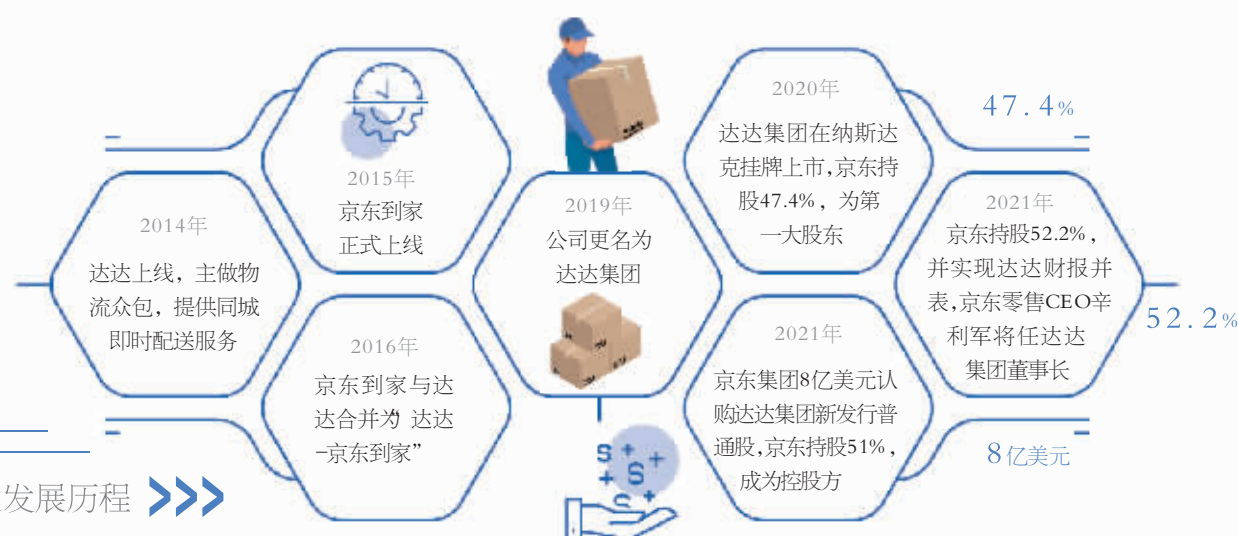 2014年
达达上线，主做物
流众包，提供同城
即时配送服务
2015年
京东到家
正式上线
2016年
京东到家与达
达合并为“达达
-京东到家”
2019年
公司更名为
达达集团
2020年
达达集团在纳斯达
克挂牌上市,京东持
股47.4%，为第
一大股东
47.4%
2021年
京东集团8亿美元认
购达达集团新发行普
通股,京东持股51%，
成为控股方
8亿美元
2021年
京东持股52.2%，
并实现达达财报并
表,京东零售CEO辛
利军将任达达
集团董事长
52.2%
发展历程